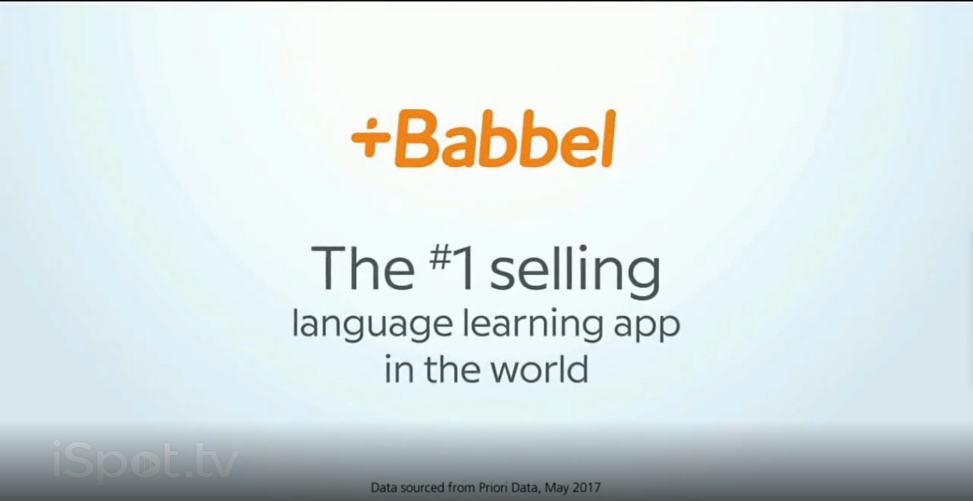 +Babbel
The #1 selling
language learning app
in the world
iSpot.tv
Data sourced from Priori Data, May 2017